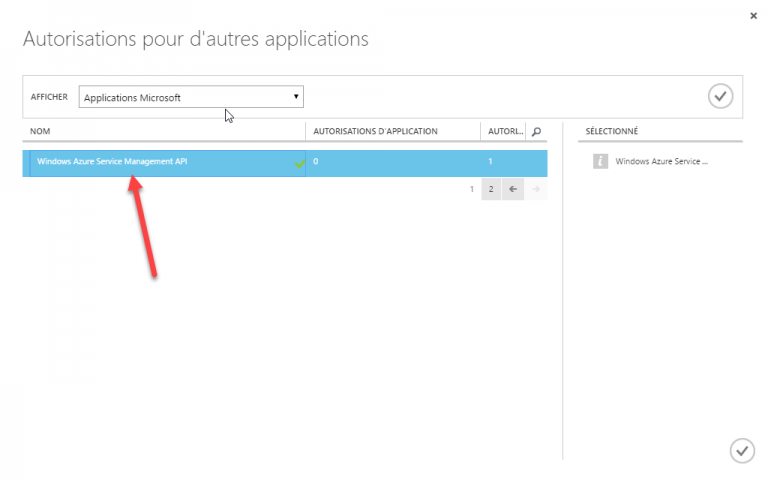 Autorisations pour d'autres applications
AFFICHER Applications Microsoft
NOM AUTORISATIONS D'APPLICATION AUTORI... SÉLECTIONNÉ
Windows Azure Service Management API 0 1 Windows Azure Service ...
1 2